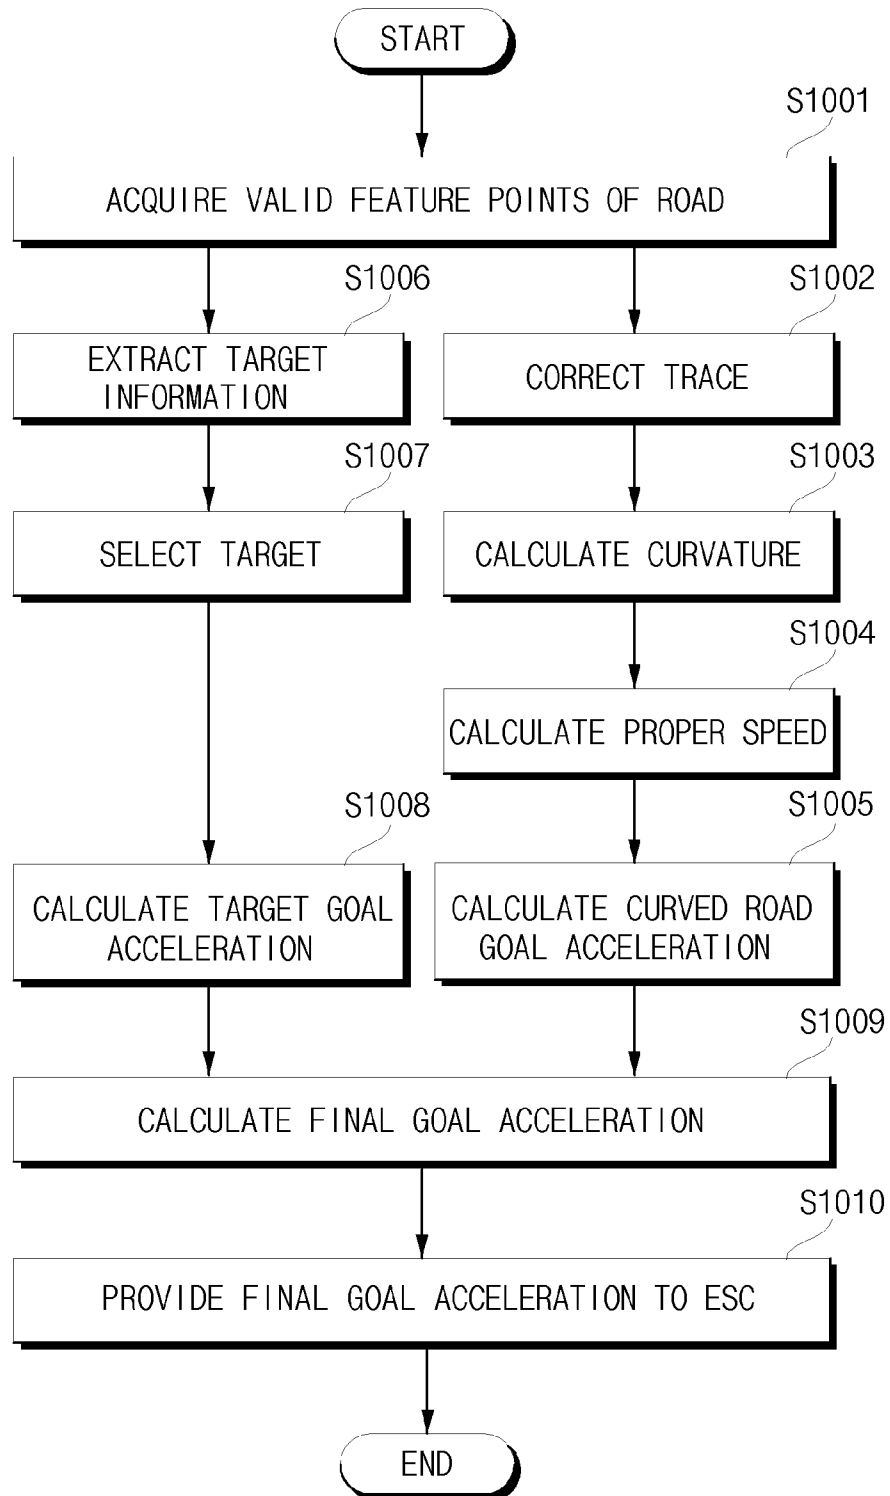 START
S1001
ACQUIRE VALID FEATURE POINTS OF ROAD
S1006
S1002
EXTRACT TARGET
INFORMATION
CORRECT TRACE
S1007
S1003
SELECT TARGET
CALCULATE CURVATURE
S1004
CALCULATE PROPER SPEED
S1008
S1005
CALCULATE TARGET GOAL
ACCELERATION
CALCULATE CURVED ROAD
GOAL ACCELERATION
S1009
CALCULATE FINAL GOAL ACCELERATION
S1010
PROVIDE FINAL GOAL ACCELERATION TO ESC
END